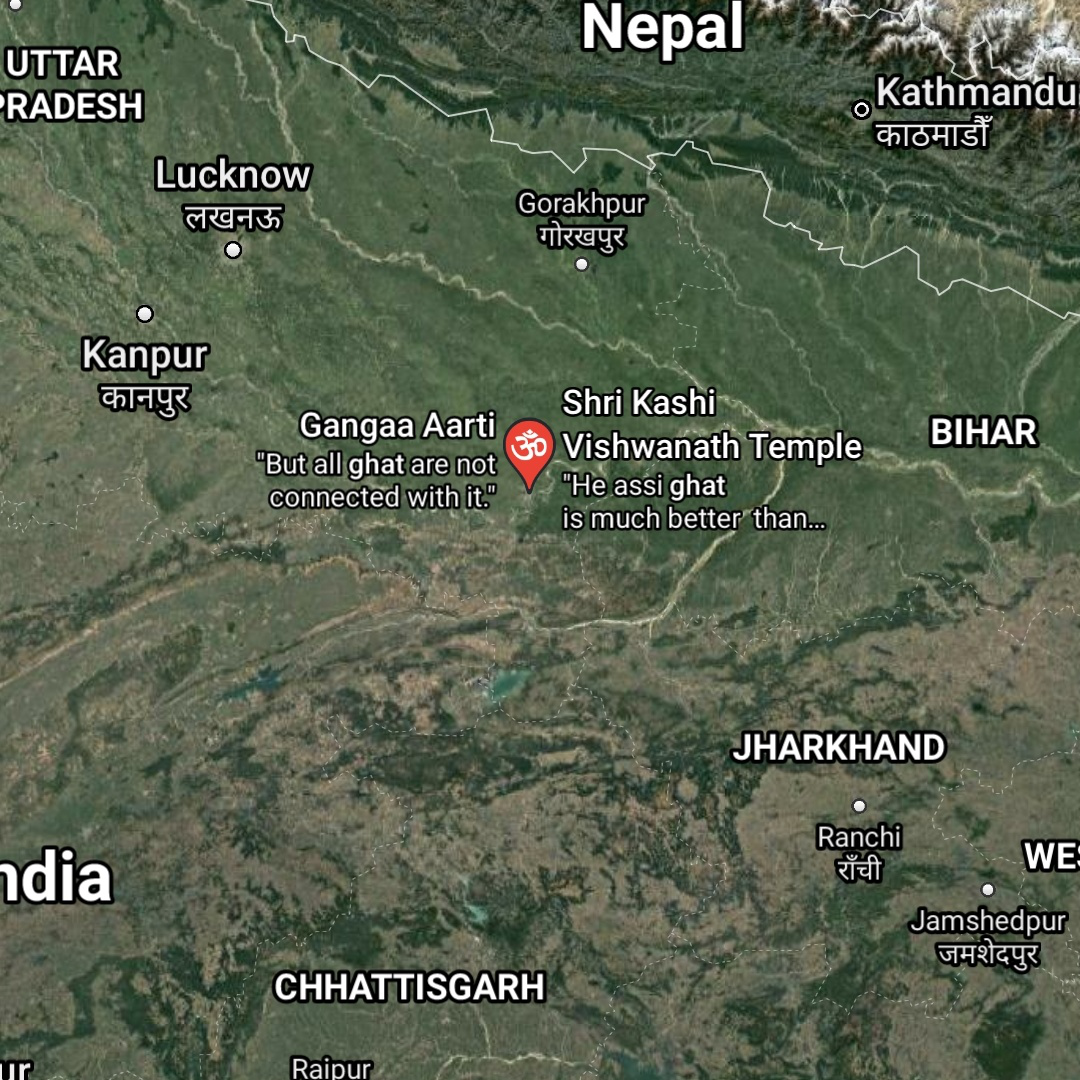 Nepal
UTTAR
PRADESH
Kathmandu
काठमाडौँ
Lucknow
लखनऊ
Gorakhpur
गोरखपुर
Kanpur
कानपुर
Gangaa Aarti
"But all ghat are not
connected with it."
ॐ
Shri Kashi
Vishwanath Temple
"He assi ghat
is much better than...
BIHAR
JHARKHAND
Ranchi
राँची
ndia
WES
Jamshedpur
जमशेदपुर
CHHATTISGARH
Raipur
ur